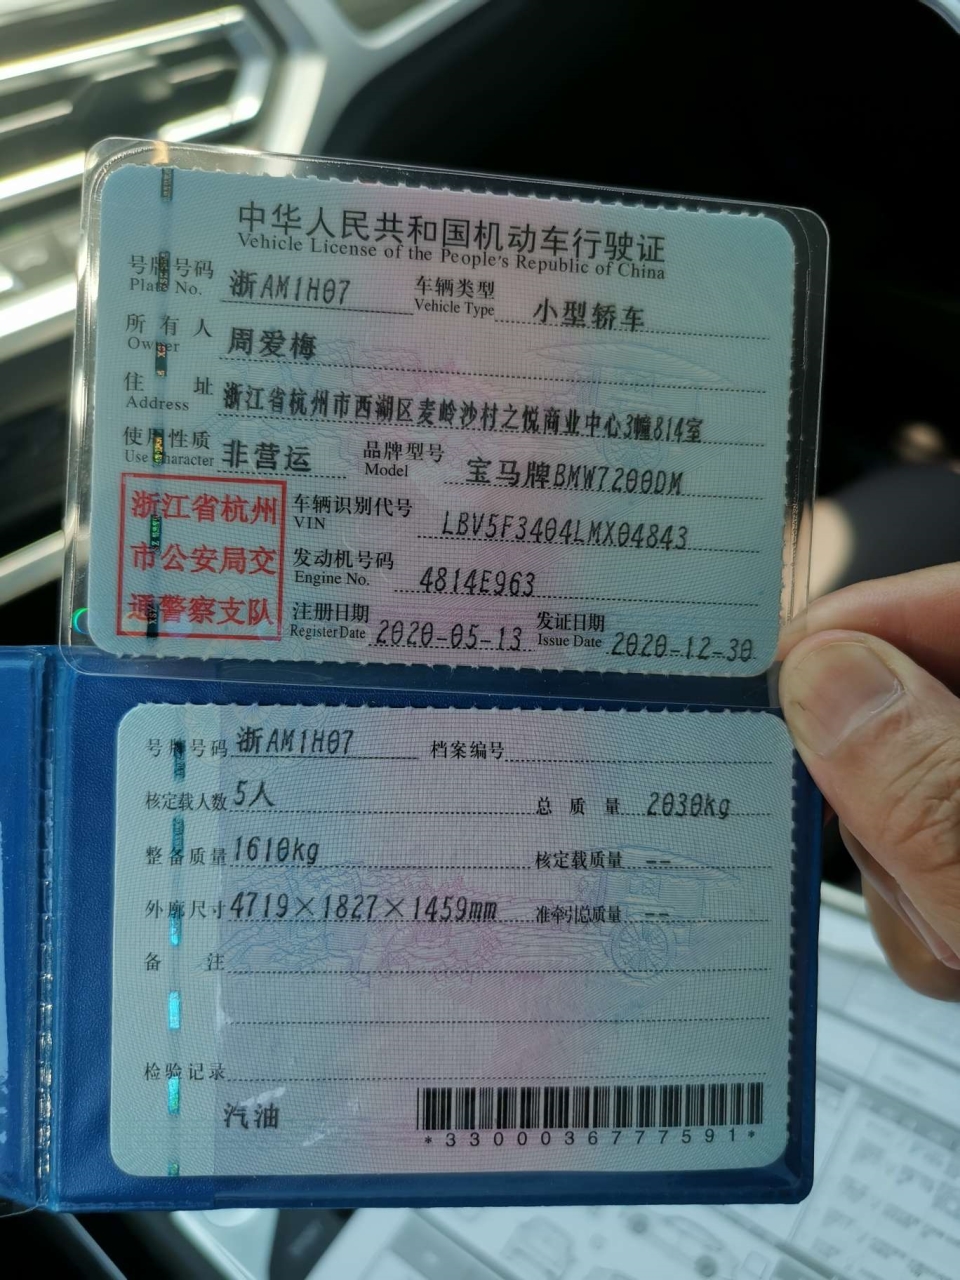 中华人民共和国机动车行驶证
Vehicle License of the People's Republic of China
号牌号码 浙AM1H07 车辆类型 小型轿车
Plate No. Vehicle Type
所有人 周爱梅
Owner
住址 浙江省杭州市西湖区麦岭沙村之悦商业中心3幢814室
Address
使用性质 非营运 品牌型号 宝马牌BMW7200DM
Use Character Model
浙江省杭州
市公安局交
通警察支队
车辆识别代号 LBV5F3404LMX04843
VIN
发动机号码 4814E963
Engine No.
注册日期 2020-05-13 发证日期 2020-12-30
Register Date Issue Date
号牌号码 浙AM1H07 档案编号
核定载人数 5人 总质量 2030kg
整备质量 1610kg 核定载质量 --
外廓尺寸 4719×1827×1459mm 准牵引总质量 --
备注
检验记录
汽油
*3300036777591*